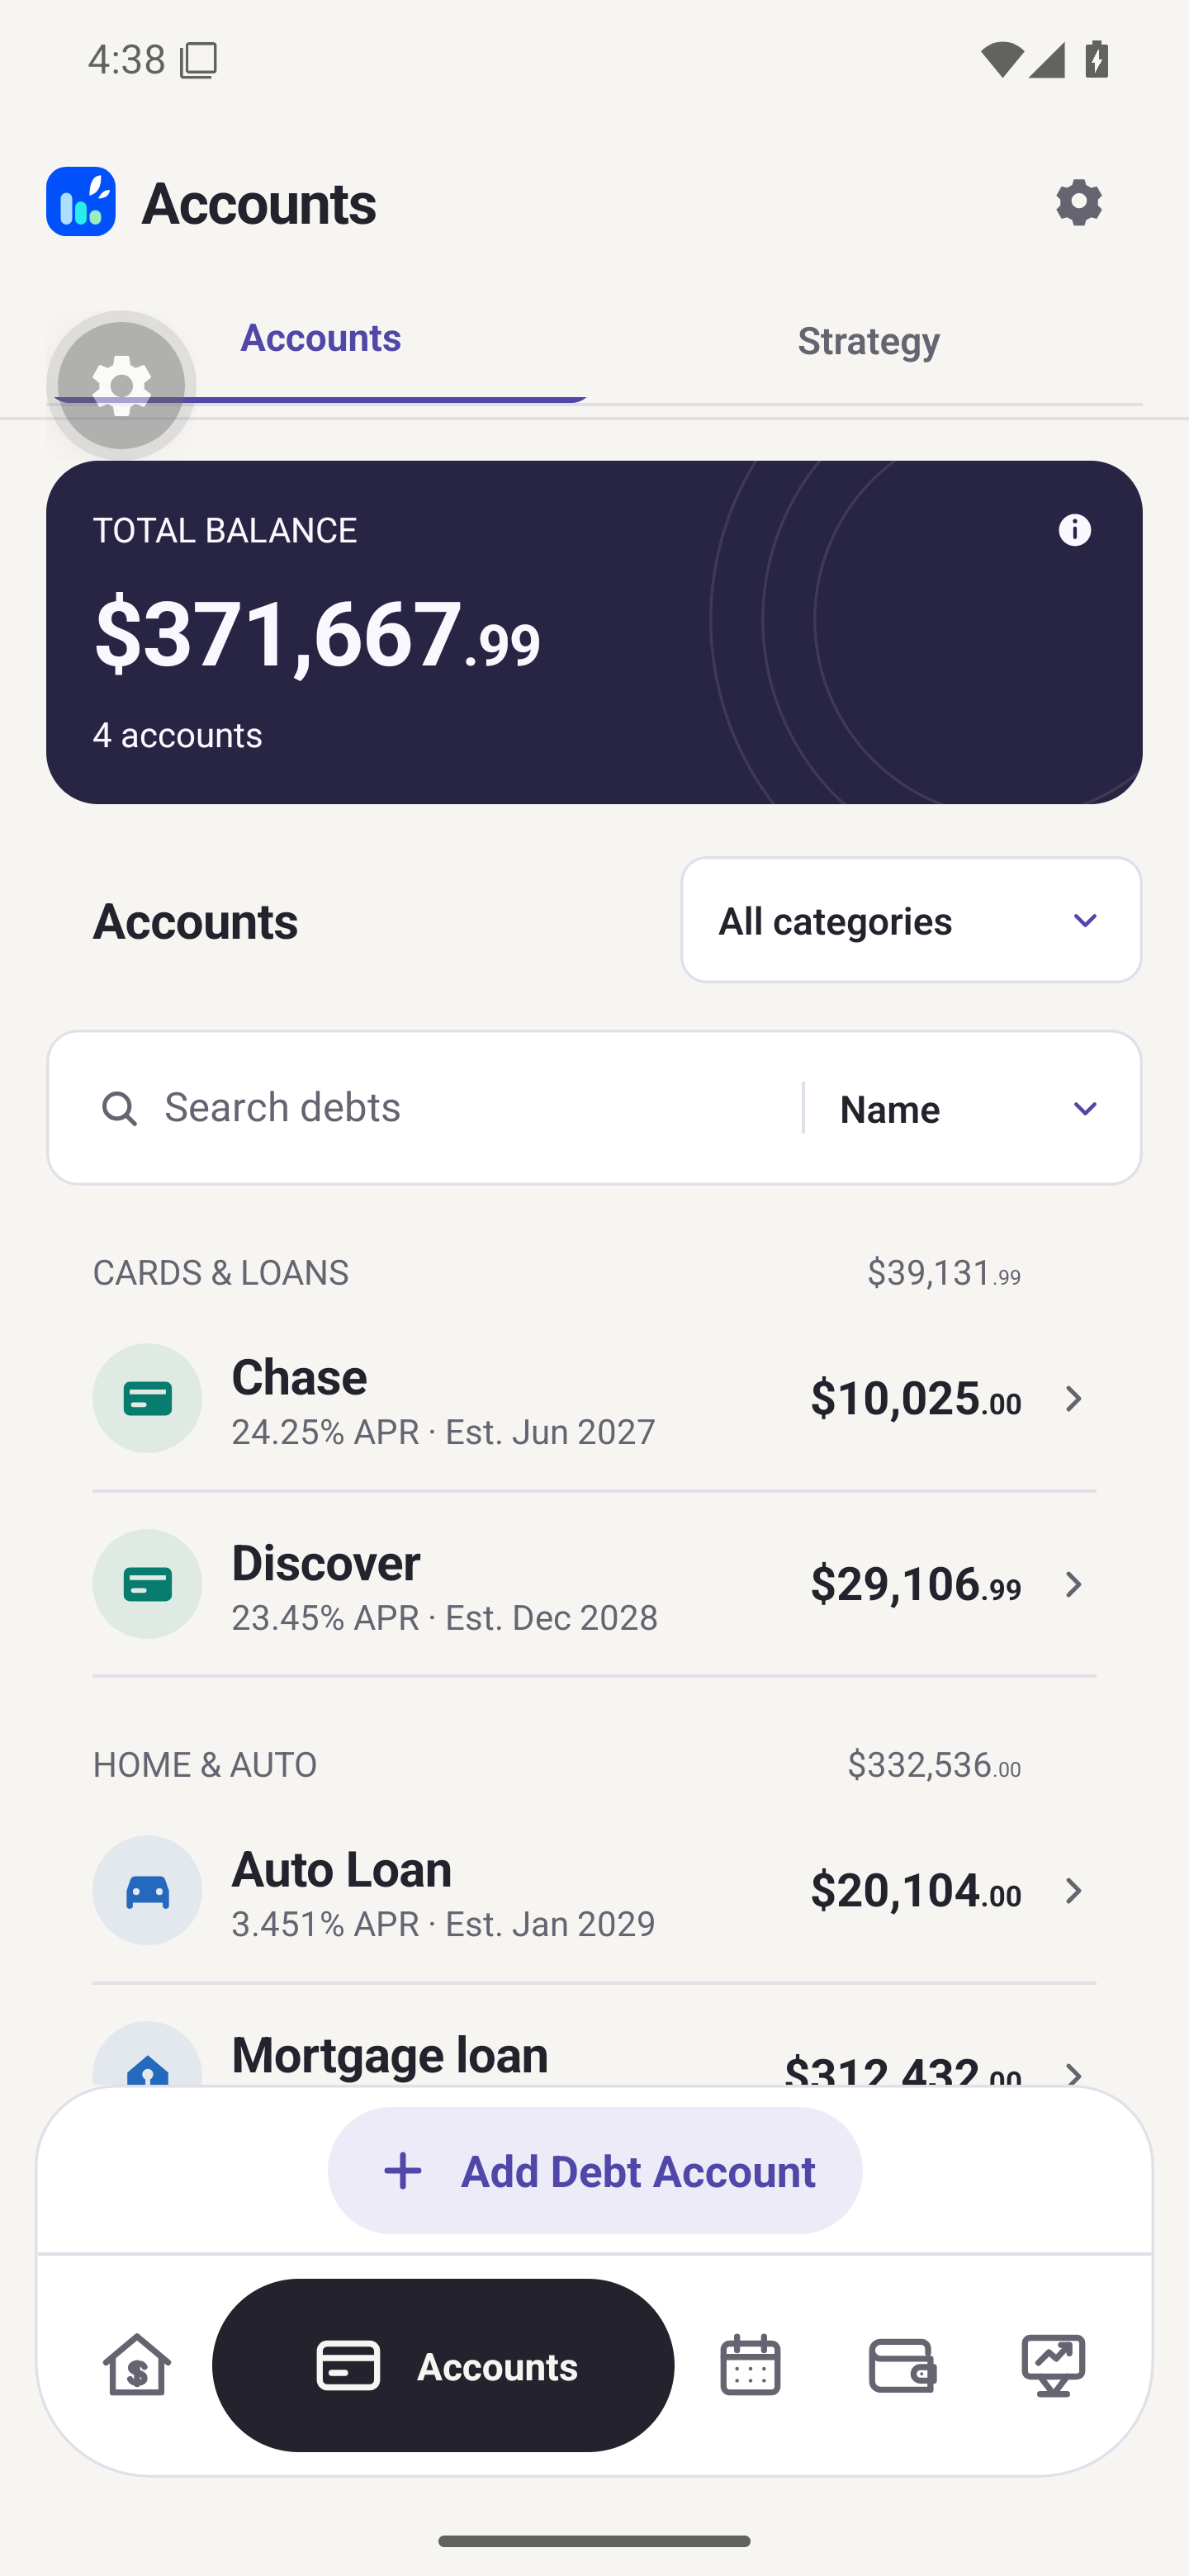 4:38
Accounts
Accounts
Strategy
TOTAL BALANCE
$371,667.99
4 accounts
Accounts
All categories
Search debts
Name
CARDS & LOANS
$39,131.99
Chase
24.25% APR · Est. Jun 2027
$10,025.00
Discover
23.45% APR · Est. Dec 2028
$29,106.99
HOME & AUTO
$332,536.00
Auto Loan
3.451% APR · Est. Jan 2029
$20,104.00
Mortgage loan
$312,432.00
Add Debt Account
Accounts